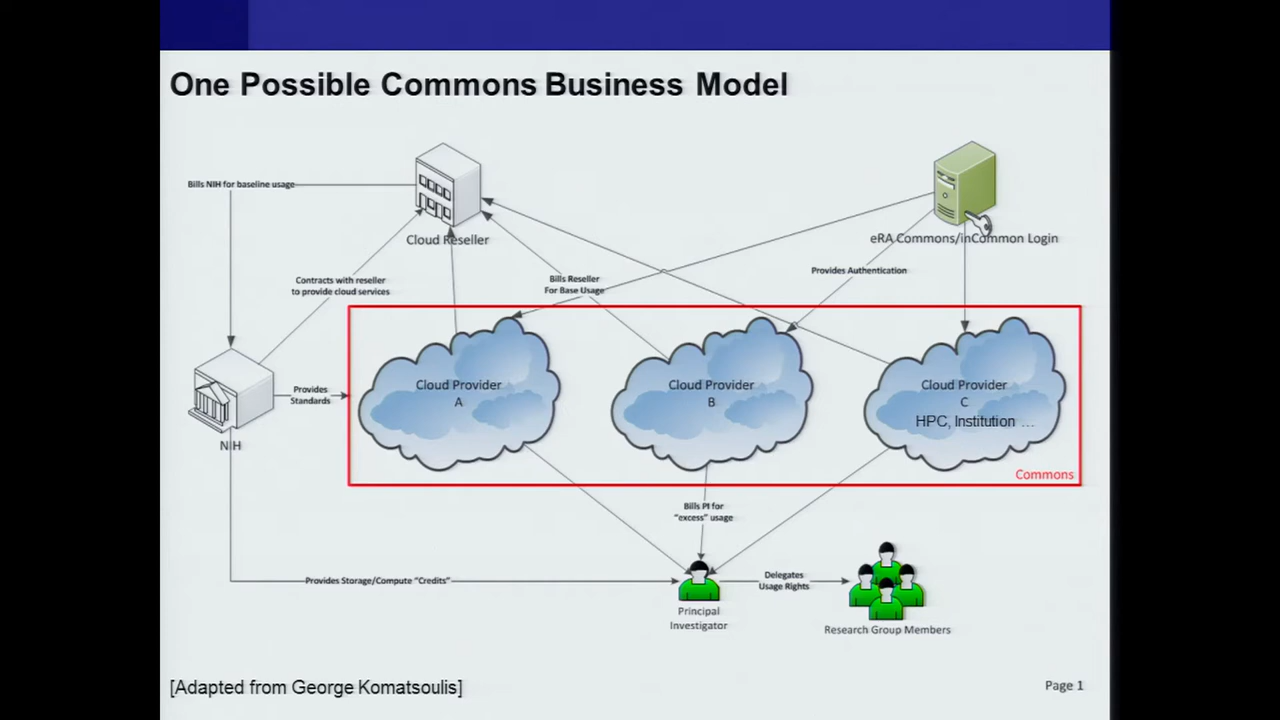 One Possible Commons Business Model
Bills NIH for baseline usage
Cloud Reseller
eRA Commons/inCommon Login
Contracts with reseller
to provide cloud services
Bills Reseller
For Base Usage
Provides Authentication
Cloud Provider
A
Cloud Provider
B
Cloud Provider
C
HPC, Institution ...
Provides
Standards
NIH
Commons
Bills PI for
"excess" usage
Provides Storage/Compute "Credits"
Delegates
Usage Rights
Principal
Investigator
Research Group Members
[Adapted from George Komatsoulis]
Page 1